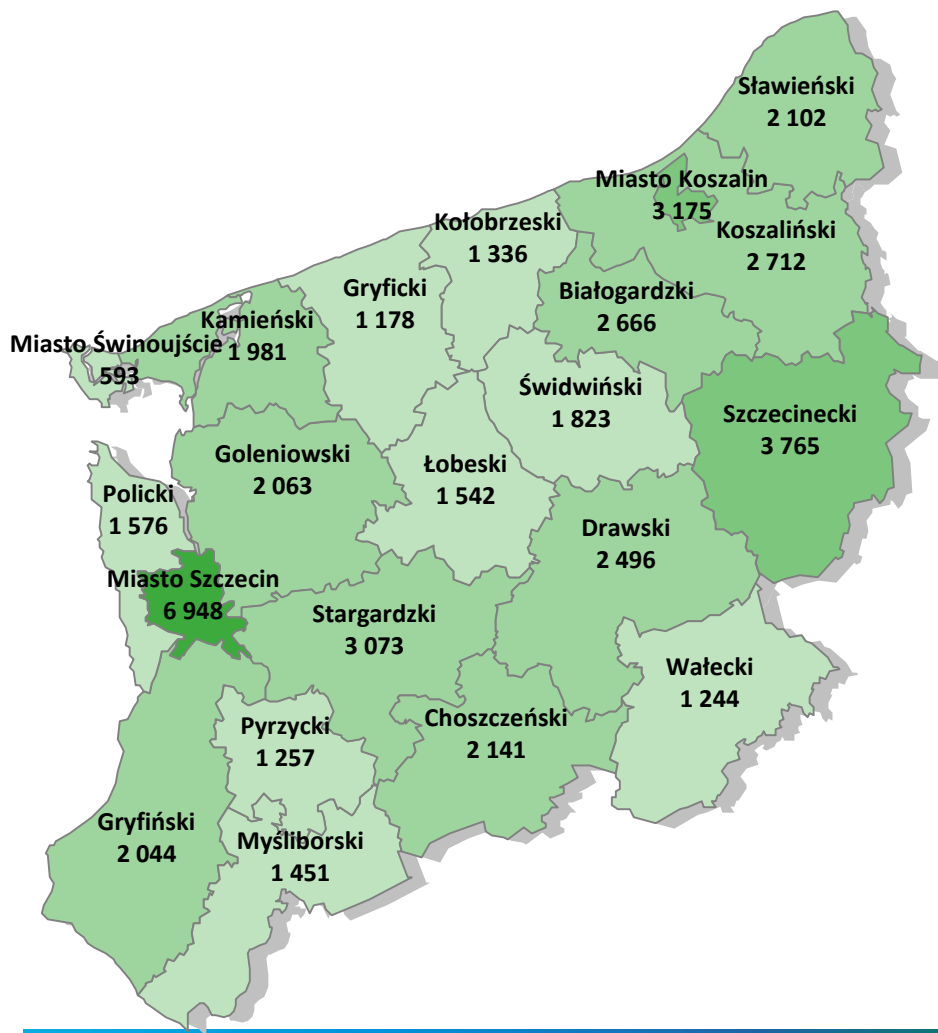 Sławieński
2 102
Miasto Koszalin
3 175
Kołobrzeski
1 336
Koszaliński
2 712
Gryficki
1 178
Białogardzki
2 666
Kamieński
1 981
Miasto Świnoujście
593
Świdwiński
1 823
Szczecinecki
3 765
Goleniowski
2 063
Łobeski
1 542
Policki
1 576
Drawski
2 496
Miasto Szczecin
6 948
Stargardzki
3 073
Wałecki
1 244
Choszczeński
2 141
Pyrzycki
1 257
Gryfiński
2 044
Myśliborski
1 451